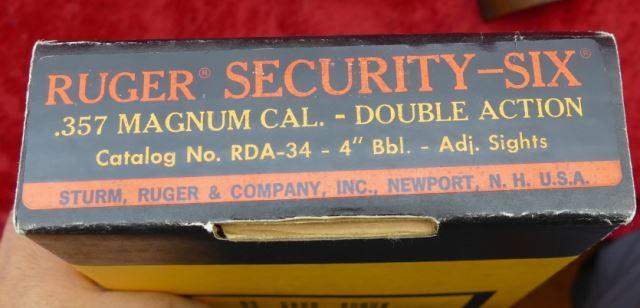 RUGER® SECURITY-SIX®
.357 MAGNUM CAL. - DOUBLE ACTION
Catalog No. RDA-34 - 4" Bbl. - Adj. Sights
STURM, RUGER & COMPANY, INC., NEWPORT, N. H. U.S.A.